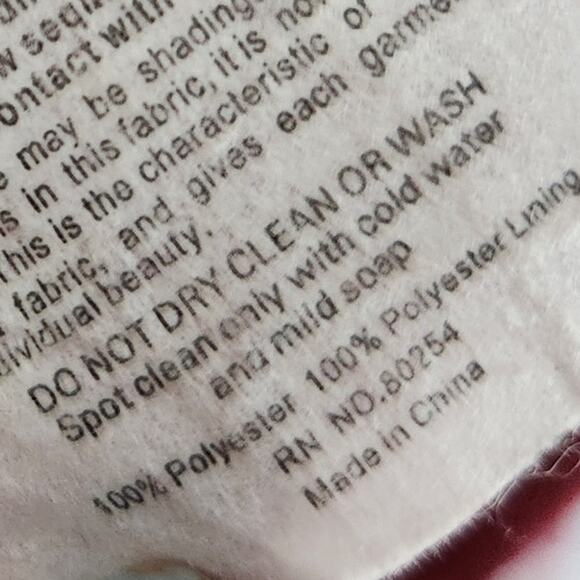 ontact with
may be shading
s in this fabric, it is no
his is the characteristic of
fabric, and gives each garme
dividual beauty.
DO NOT DRY CLEAN OR WASH
Spot clean only with cold water
and mild soap
100% Polyester 100% Polyester Lining
RN NO.80254
Made in China